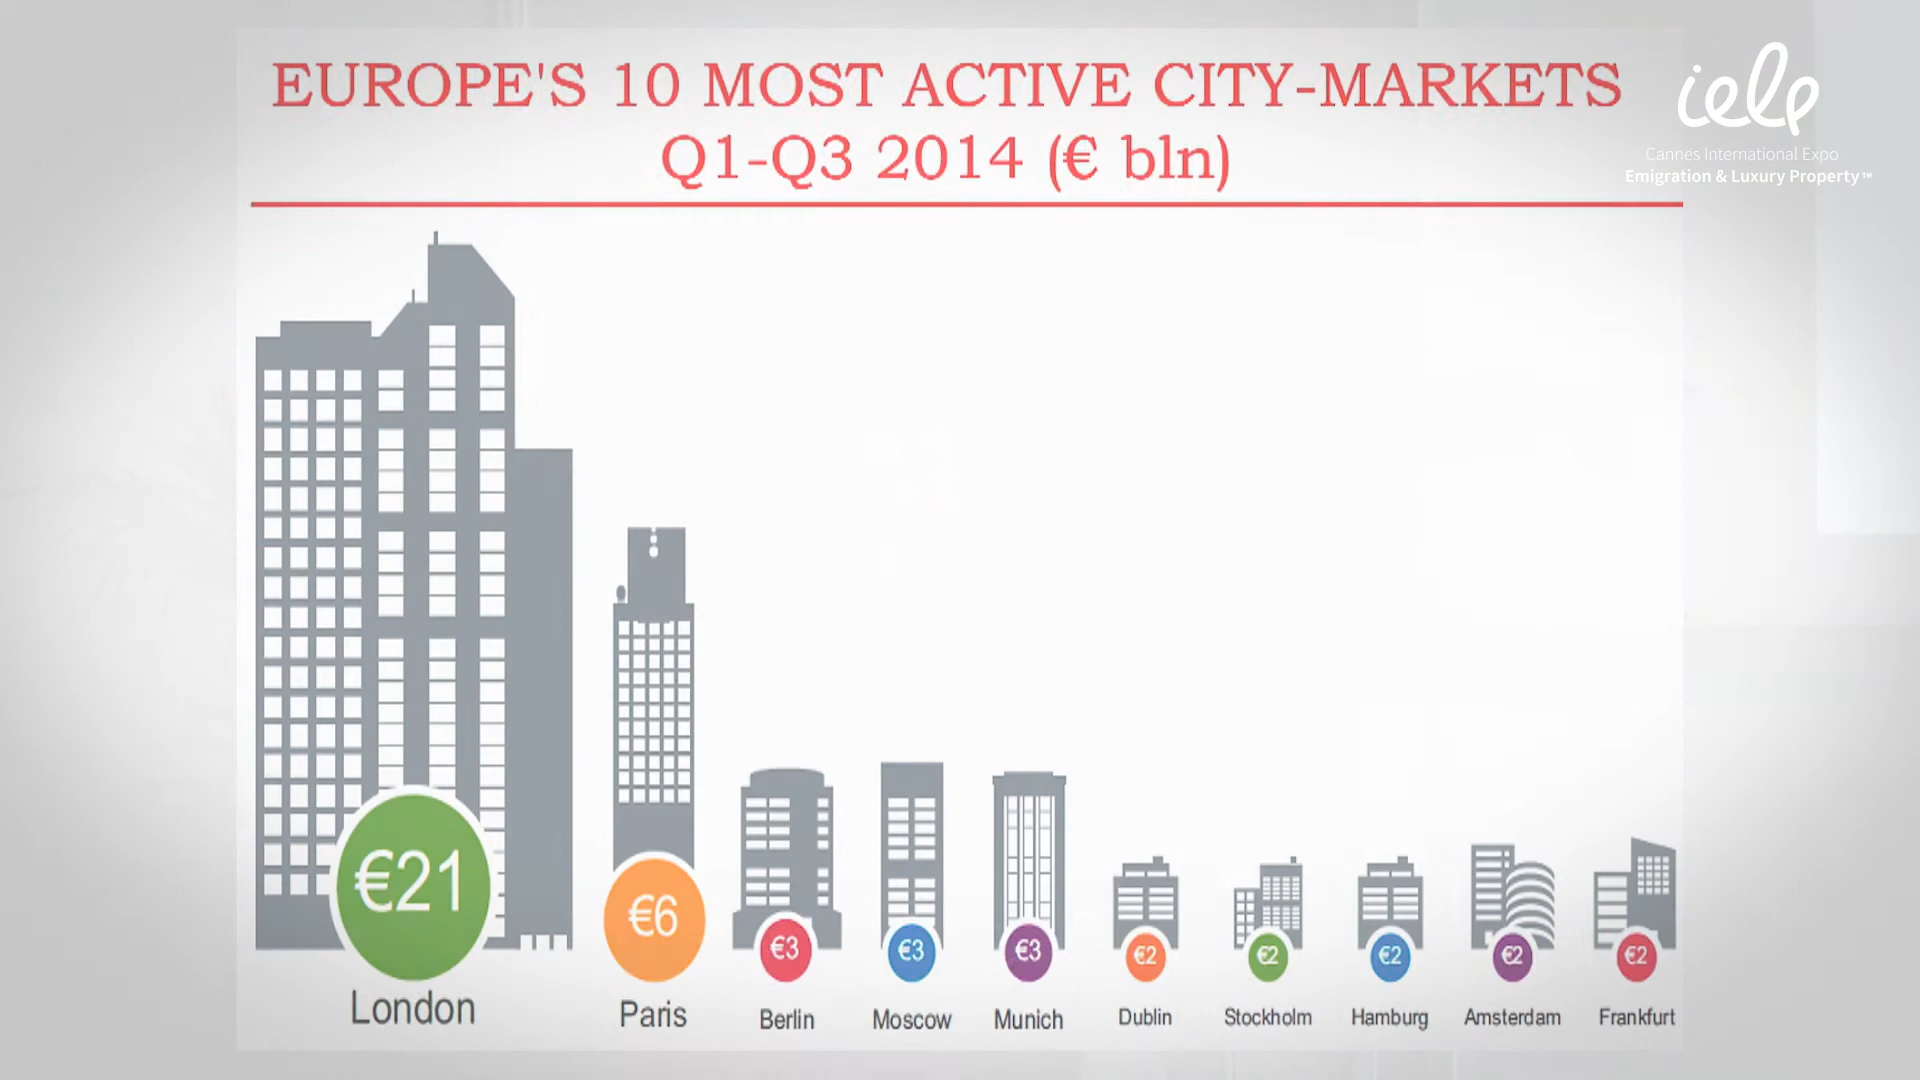 EUROPE'S 10 MOST ACTIVE CITY-MARKETS
Q1-Q3 2014 (€ bln)
iele
Cannes International Expo
Emigration & Luxury Property™
€21
€6
€3
€3
€3
€2
€2
€2
€2
€2
London
Paris
Berlin
Moscow
Munich
Dublin
Stockholm
Hamburg
Amsterdam
Frankfurt